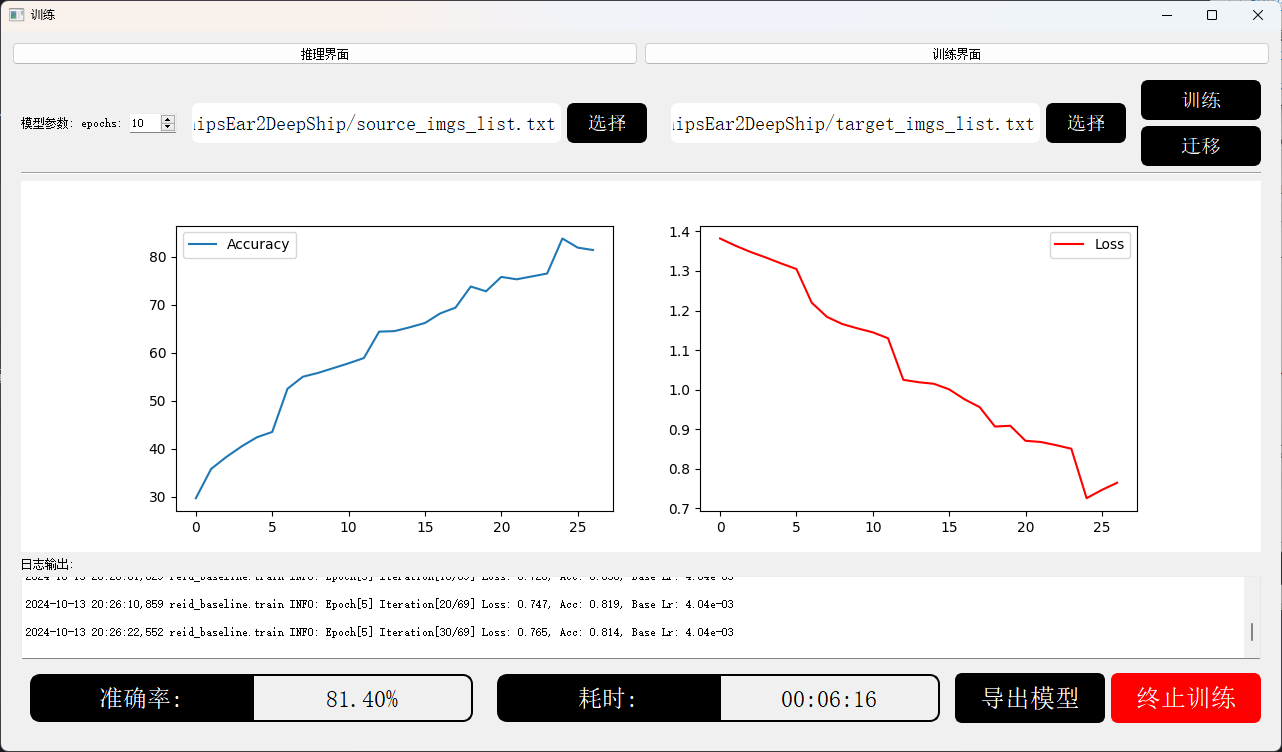 训练
推理界面
训练界面
模型参数: epochs: 10
ipsEar2DeepShip/source_imgs_list.txt
选择
ipsEar2DeepShip/target_imgs_list.txt
选择
训练
迁移
Accuracy
80
70
60
50
40
30
0 5 10 15 20 25
Loss
1.4
1.3
1.2
1.1
1.0
0.9
0.8
0.7
0 5 10 15 20 25
日志输出:
2024-10-13 20:26:10,859 reid_baseline.train INFO: Epoch[5] Iteration[20/69] Loss: 0.747, Acc: 0.819, Base Lr: 4.04e-03
2024-10-13 20:26:22,552 reid_baseline.train INFO: Epoch[5] Iteration[30/69] Loss: 0.765, Acc: 0.814, Base Lr: 4.04e-03
准确率:
81.40%
耗时:
00:06:16
导出模型
终止训练